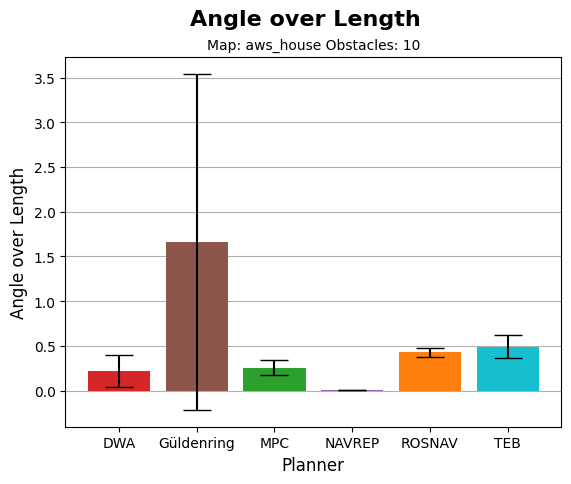 Angle over Length
Map: aws_house Obstacles: 10
Angle over Length
3.5
3.0
2.5
2.0
1.5
1.0
0.5
0.0
DWA Güldenring MPC NAVREP ROSNAV TEB
Planner